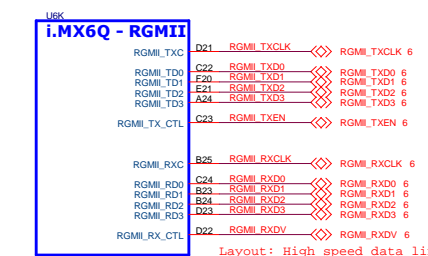 U6K
i.MX6Q - RGMII
RGMII_TXC D21 RGMII_TXCLK RGMII_TXCLK 6
RGMII_TD0 C22 RGMII_TXD0 RGMII_TXD0 6
RGMII_TD1 F20 RGMII_TXD1 RGMII_TXD1 6
RGMII_TD2 E21 RGMII_TXD2 RGMII_TXD2 6
RGMII_TD3 A24 RGMII_TXD3 RGMII_TXD3 6
RGMII_TX_CTL C23 RGMII_TXEN RGMII_TXEN 6
RGMII_RXC B25 RGMII_RXCLK RGMII_RXCLK 6
RGMII_RD0 C24 RGMII_RXD0 RGMII_RXD0 6
RGMII_RD1 B23 RGMII_RXD1 RGMII_RXD1 6
RGMII_RD2 B24 RGMII_RXD2 RGMII_RXD2 6
RGMII_RD3 D23 RGMII_RXD3 RGMII_RXD3 6
RGMII_RX_CTL D22 RGMII_RXDV RGMII_RXDV 6
Layout: High speed data li